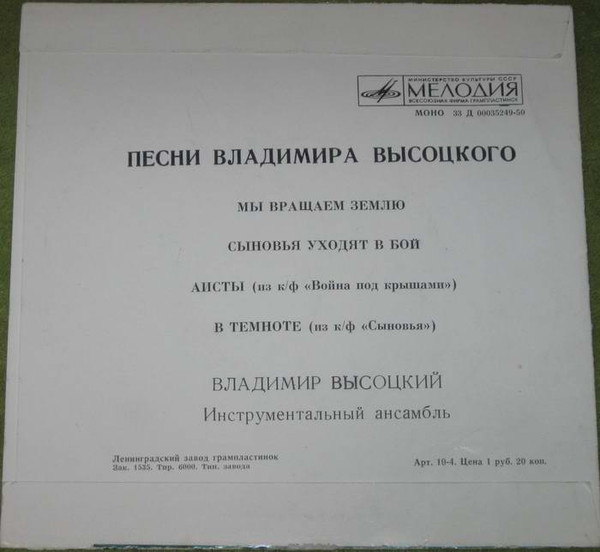 МИНИСТЕРСТВО КУЛЬТУРЫ СССР
МЕЛОДИЯ
ВСЕСОЮЗНАЯ ФИРМА ГРАМПЛАСТИНОК
МОНО 33 Д 00035249-50
ПЕСНИ ВЛАДИМИРА ВЫСОЦКОГО
МЫ ВРАЩАЕМ ЗЕМЛЮ
СЫНОВЬЯ УХОДЯТ В БОЙ
АИСТЫ (из к/ф «Война под крышами»)
В ТЕМНОТЕ (из к/ф «Сыновья»)
ВЛАДИМИР ВЫСОЦКИЙ
Инструментальный ансамбль
Ленинградский завод грампластинок
Зак. 1535. Тир. 6000. Тип. завода
Арт. 10-4. Цена 1 руб. 20 коп.